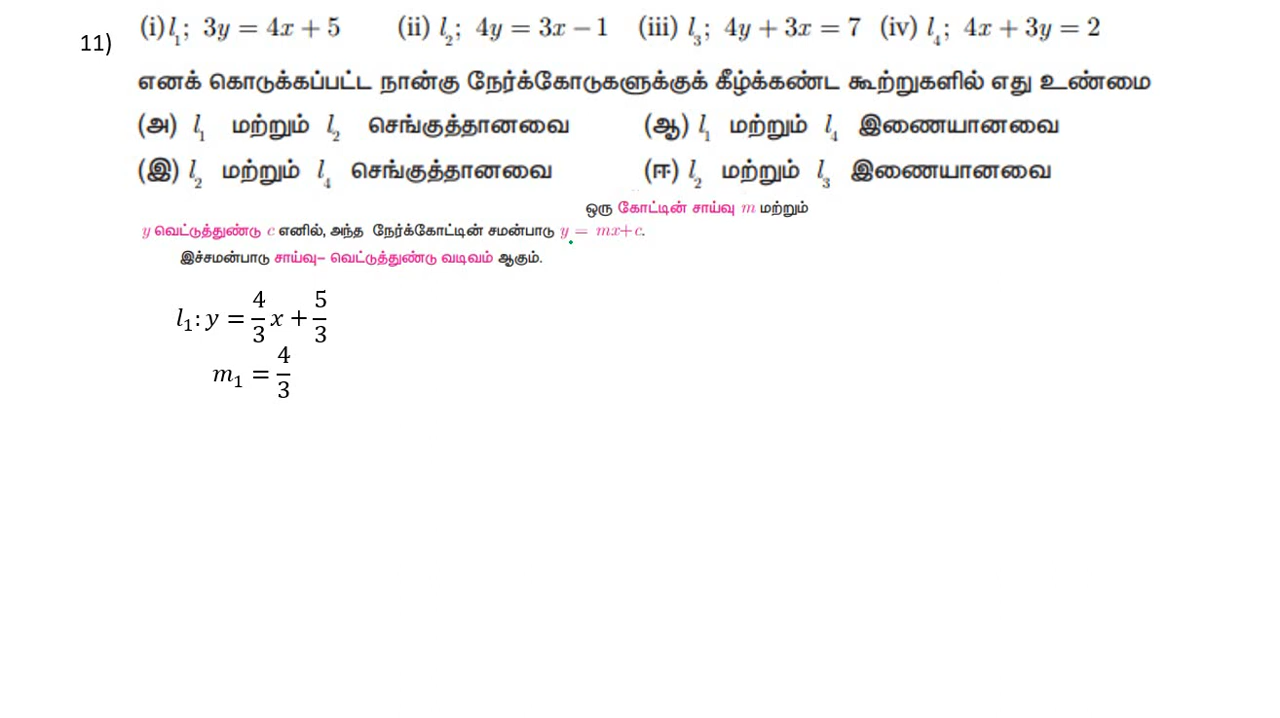 11) (i) l₁; 3y = 4x + 5 (ii) l₂; 4y = 3x − 1 (iii) l₃; 4y + 3x = 7 (iv) l₄; 4x + 3y = 2
எனக் கொடுக்கப்பட்ட நான்கு நேர்க்கோடுகளுக்குக் கீழ்க்கண்ட கூற்றுகளில் எது உண்மை
(அ) l₁ மற்றும் l₂ செங்குத்தானவை (ஆ) l₁ மற்றும் l₄ இணையானவை
(இ) l₂ மற்றும் l₄ செங்குத்தானவை (ஈ) l₂ மற்றும் l₃ இணையானவை
ஒரு கோட்டின் சாய்வு m மற்றும்
y வெட்டுத்துண்டு c எனில், அந்த நேர்க்கோட்டின் சமன்பாடு y = mx+c.
இச்சமன்பாடு சாய்வு– வெட்டுத்துண்டு வடிவம் ஆகும்.
l₁: y = 4/3 x + 5/3
m₁ = 4/3